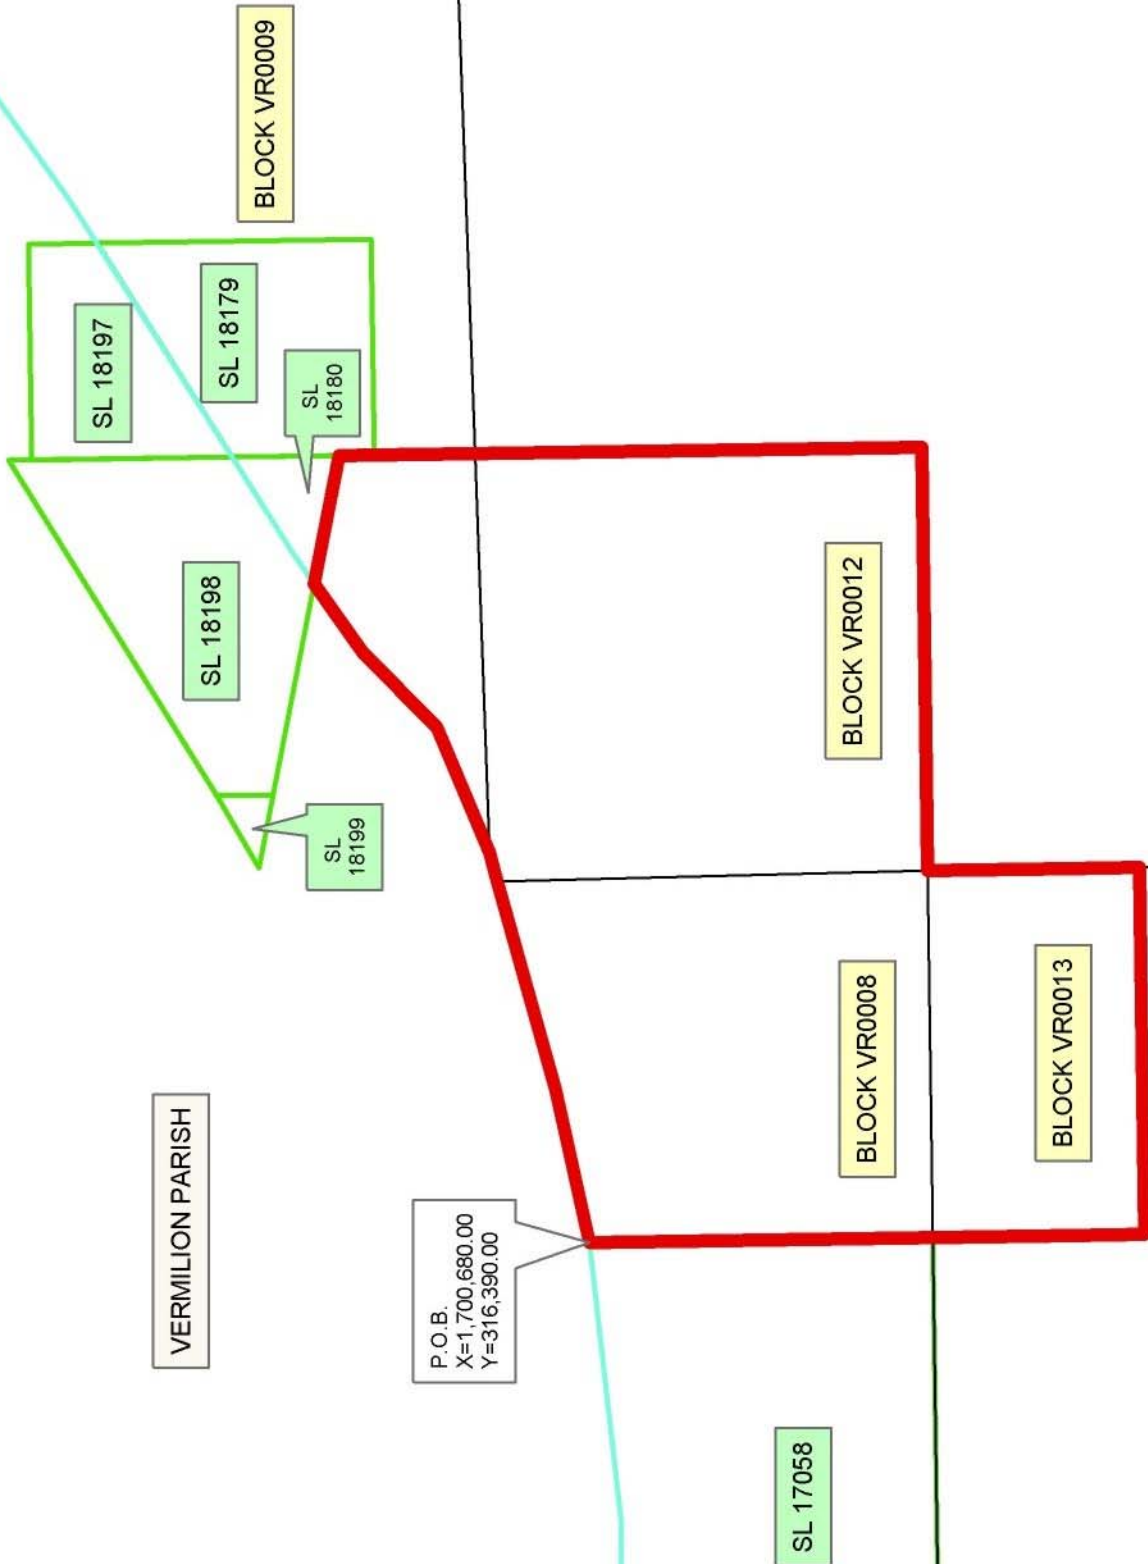 VERMILION PARISH
SL 18199
SL 18198
SL 18197
SL 18179
SL
18180
BLOCK VR0009
P.O.B.
X=1,700,680.00
Y=316,390.00
SL 17058
BLOCK VR0008
BLOCK VR0012
BLOCK VR0013